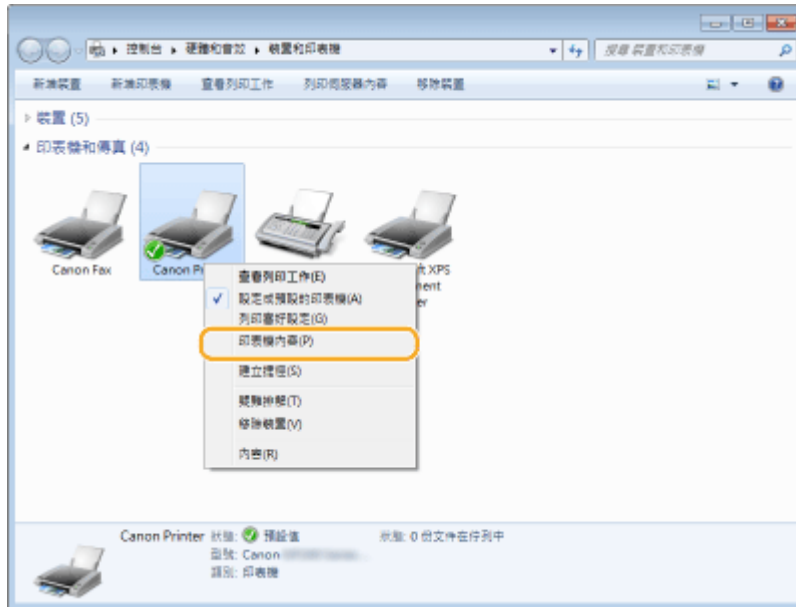 控制台 ▸ 硬體和音效 ▸ 裝置和印表機
搜尋 裝置和印表機
新增裝置 新增印表機 查看列印工作 列印伺服器內容 移除裝置
裝置 (5)
印表機和傳真 (4)
Canon Fax
Canon
XPS
查看列印工作(E)
設定成預設的印表機(A)
列印喜好設定(G)
印表機內容(P)
建立捷徑(S)
疑難排解(T)
移除裝置(V)
內容(R)
Canon Printer 狀態: 預設值 狀態: 0 份文件在佇列中
型號: Canon
類別: 印表機